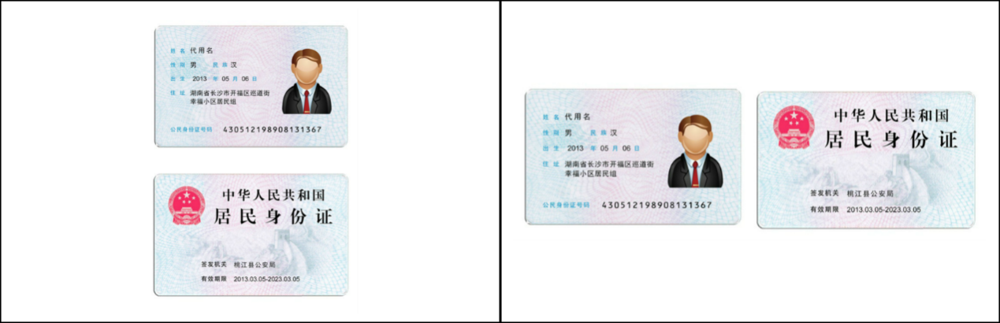 姓 名 代用名
性 别 男 民 族 汉
出 生 2013 年 05 月 06 日
住 址 湖南省长沙市开福区巡道街
幸福小区居民组
公民身份证号码 430512198908131367
中华人民共和国
居民身份证
签发机关 桃江县公安局
有效期限 2013.03.05-2023.03.05
姓 名 代用名
性 别 男 民 族 汉
出 生 2013 年 05 月 06 日
住 址 湖南省长沙市开福区巡道街
幸福小区居民组
公民身份证号码 430512198908131367
中华人民共和国
居民身份证
签发机关 桃江县公安局
有效期限 2013.03.05-2023.03.05